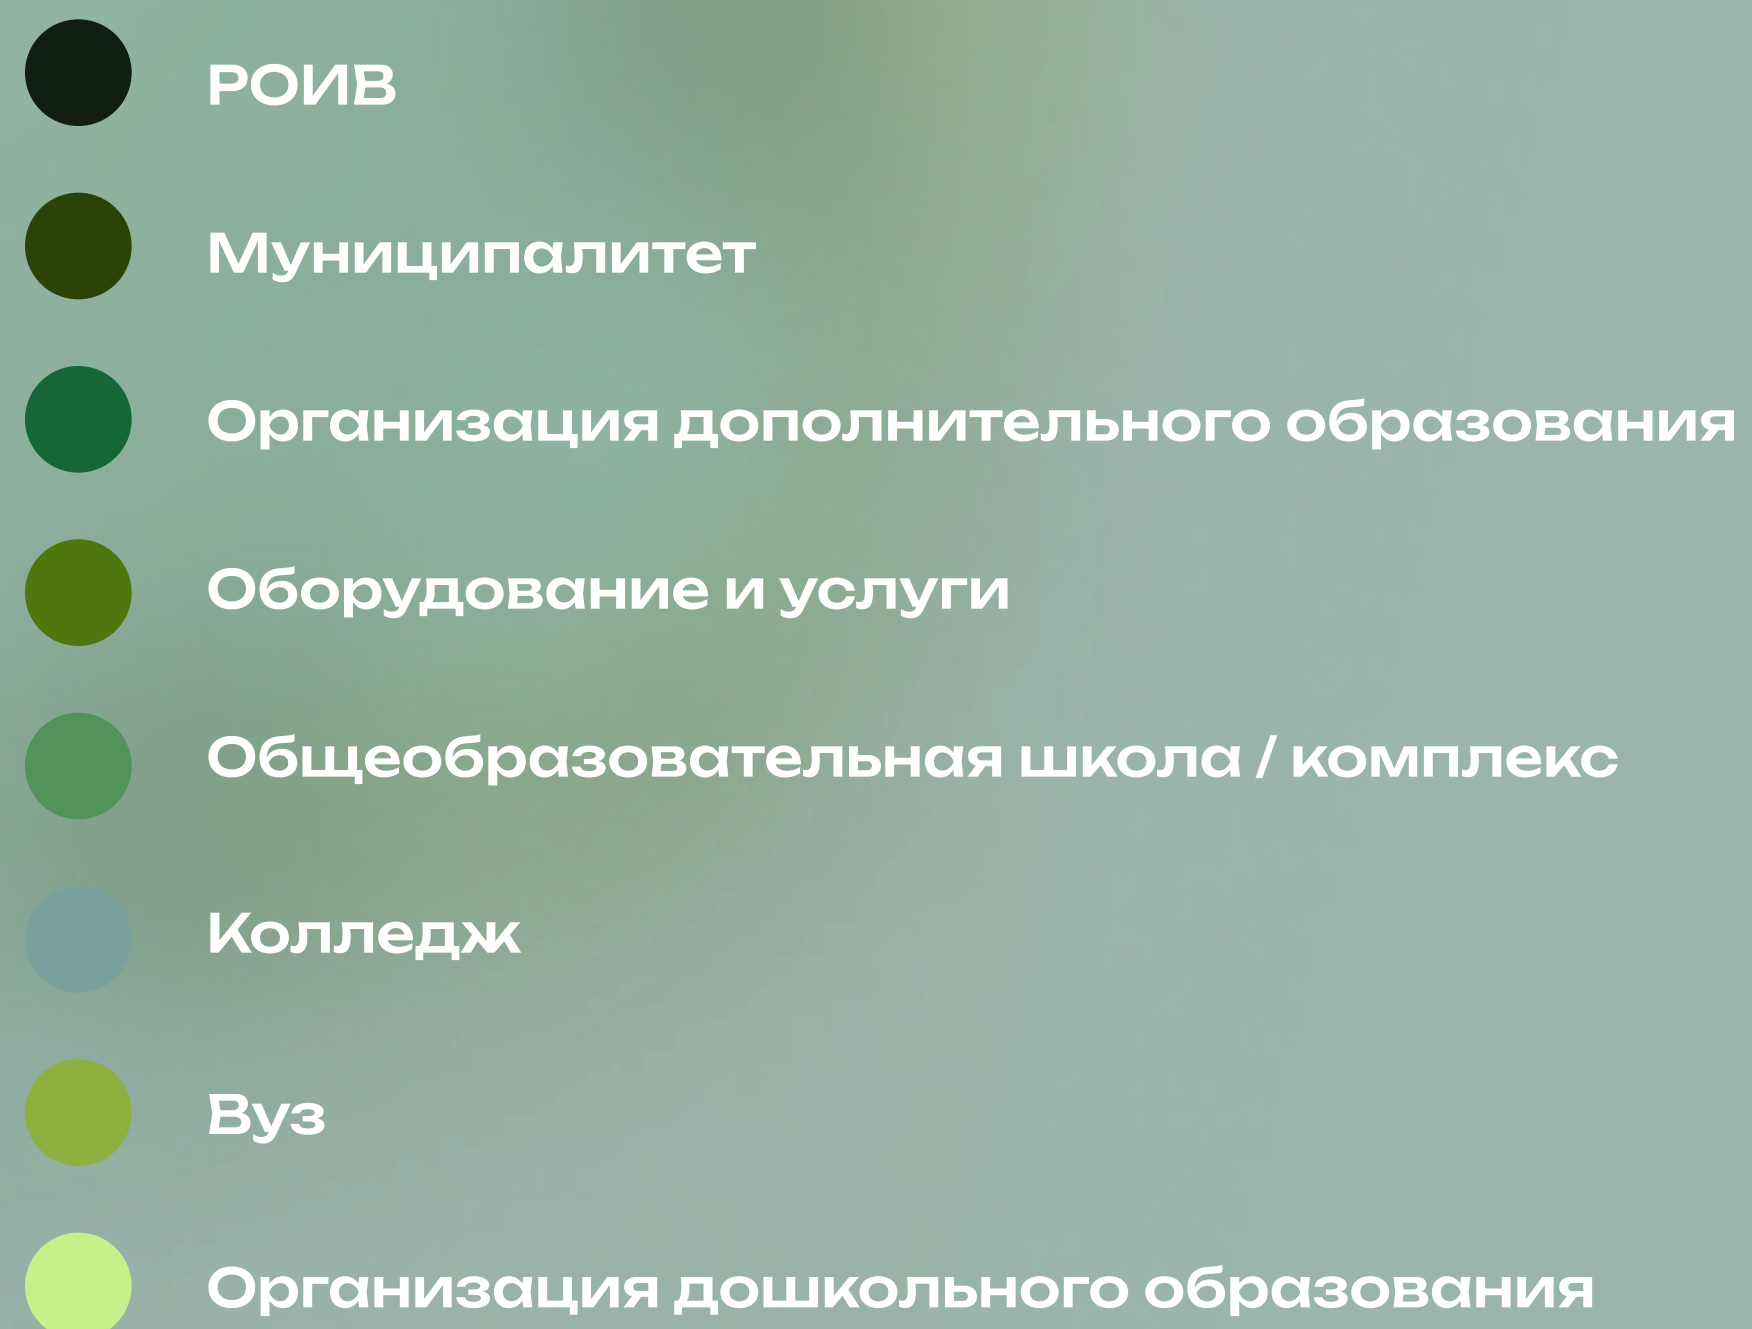 РОИВ
Муниципалитет
Организация дополнительного образования
Оборудование и услуги
Общеобразовательная школа / комплекс
Колледж
Вуз
Организация дошкольного образования